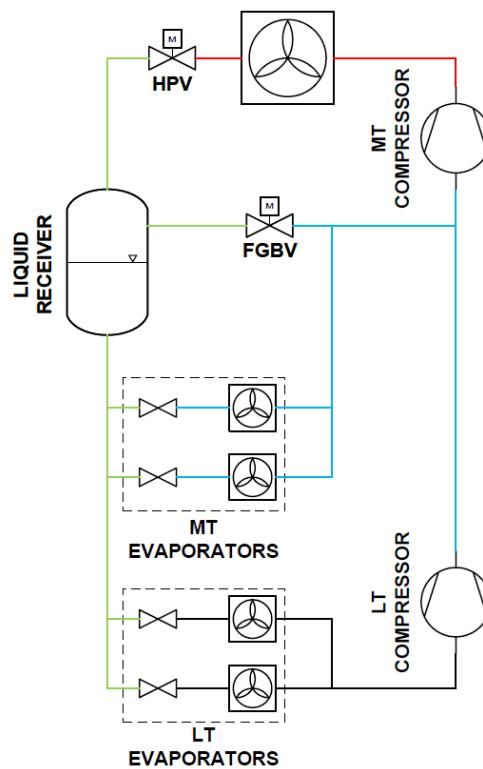 M
HPV
MT
COMPRESSOR
M
FGBV
LIQUID
RECEIVER
MT
EVAPORATORS
LT
COMPRESSOR
LT
EVAPORATORS